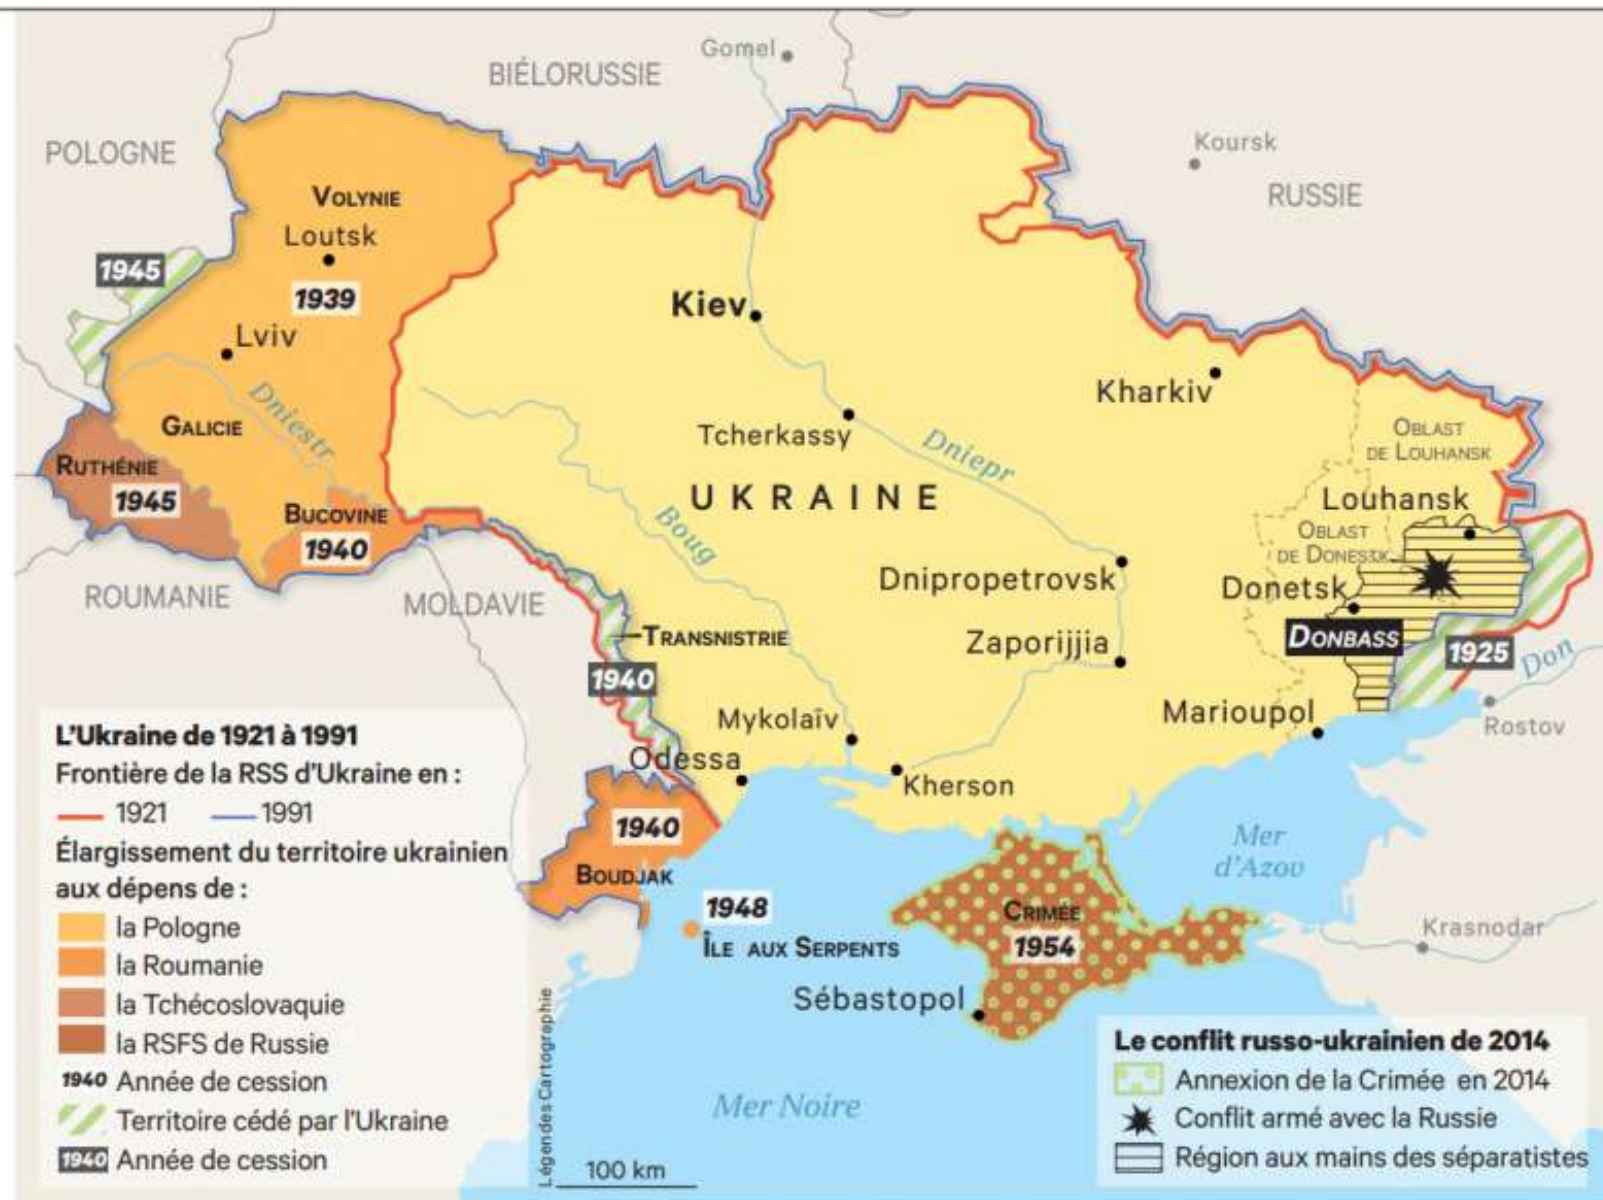 Gomel
BIÉLORUSSIE
POLOGNE
Koursk
RUSSIE
VOLYNIE
Loutsk
1945
1939
Kiev
Lviv
Kharkiv
Dniestr
GALICIE
Tcherkassy
Dniepr
OBLAST
DE LOUHANSK
RUTHÉNIE
1945
UKRAINE
Louhansk
BUCOVINE
1940
Boug
OBLAST
DE DONESTK
ROUMANIE
MOLDAVIE
Dnipropetrovsk
Donetsk
TRANSNISTRIE
Zaporijjia
DONBASS
1925
Don
1940
Mykolaïv
Marioupol
Rostov
Odessa
Kherson
1940
BOUDJAK
Mer
d'Azov
1948
ÎLE AUX SERPENTS
CRIMÉE
1954
Krasnodar
Sébastopol
Mer Noire
L'Ukraine de 1921 à 1991
Frontière de la RSS d'Ukraine en :
1921 1991
Élargissement du territoire ukrainien
aux dépens de :
la Pologne
la Roumanie
la Tchécoslovaquie
la RSFS de Russie
1940 Année de cession
Territoire cédé par l'Ukraine
1940 Année de cession
Légendes Cartographie
100 km
Le conflit russo-ukrainien de 2014
Annexion de la Crimée en 2014
Conflit armé avec la Russie
Région aux mains des séparatistes